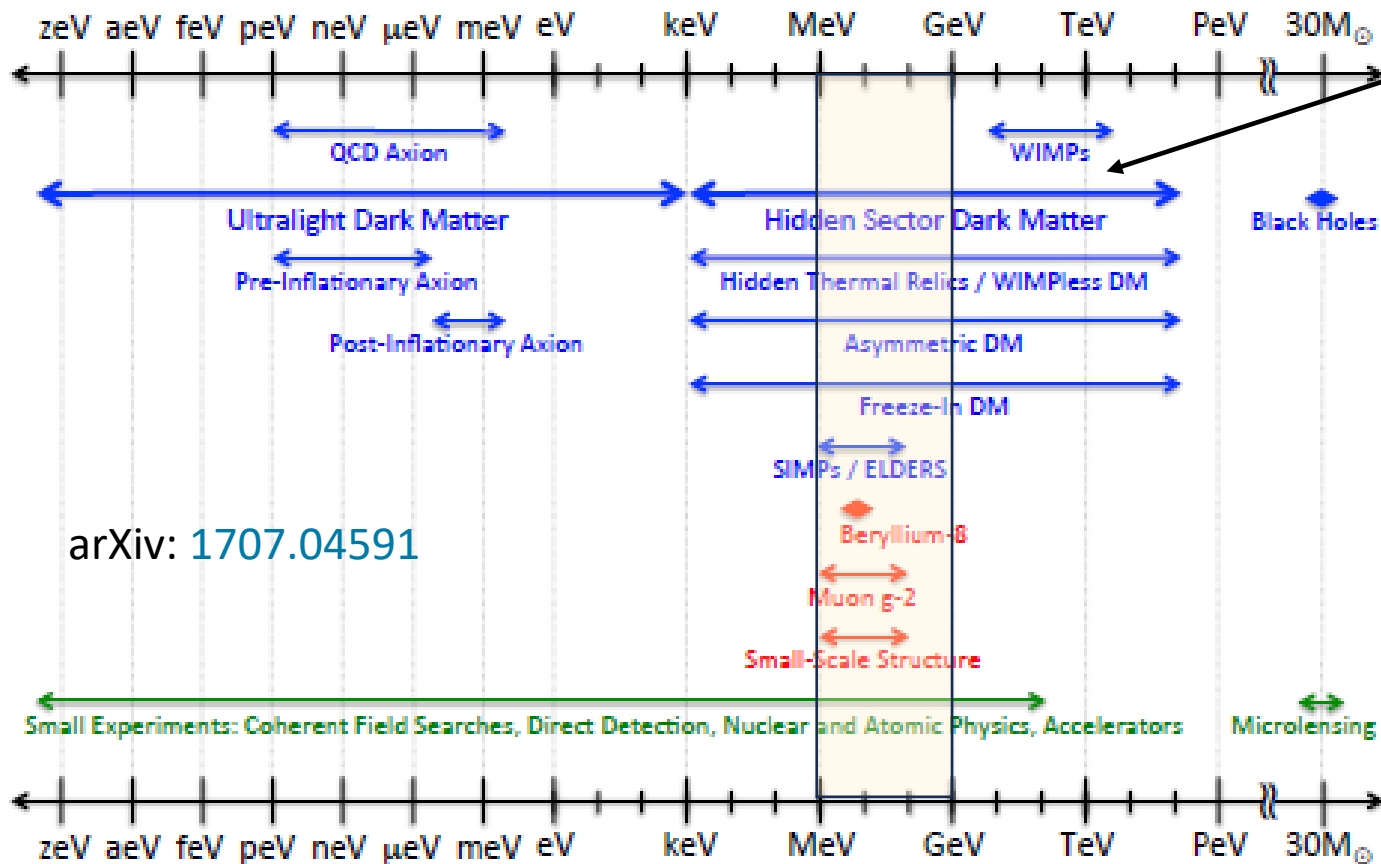 zeV aeV feV peV neV μeV meV eV keV MeV GeV TeV PeV 30M☉
QCD Axion
WIMPs
Ultralight Dark Matter
Hidden Sector Dark Matter
Black Holes
Pre-Inflationary Axion
Hidden Thermal Relics / WIMPless DM
Post-Inflationary Axion
Asymmetric DM
Freeze-In DM
SIMPs / ELDERS
Beryllium-8
arXiv: 1707.04591
Muon g-2
Small-Scale Structure
Small Experiments: Coherent Field Searches, Direct Detection, Nuclear and Atomic Physics, Accelerators
Microlensing
zeV aeV feV peV neV μeV meV eV keV MeV GeV TeV PeV 30M☉